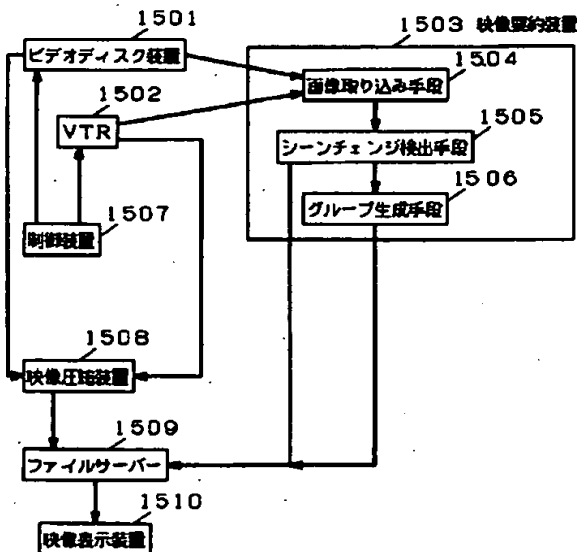 1501
ビデオディスク装置
1502
VTR
1503 映像要約装置
1504
画像取り込み手段
1505
シーンチェンジ検出手段
1506
グループ生成手段
1507
制御装置
1508
映像圧縮装置
1509
ファイルサーバー
1510
映像表示装置